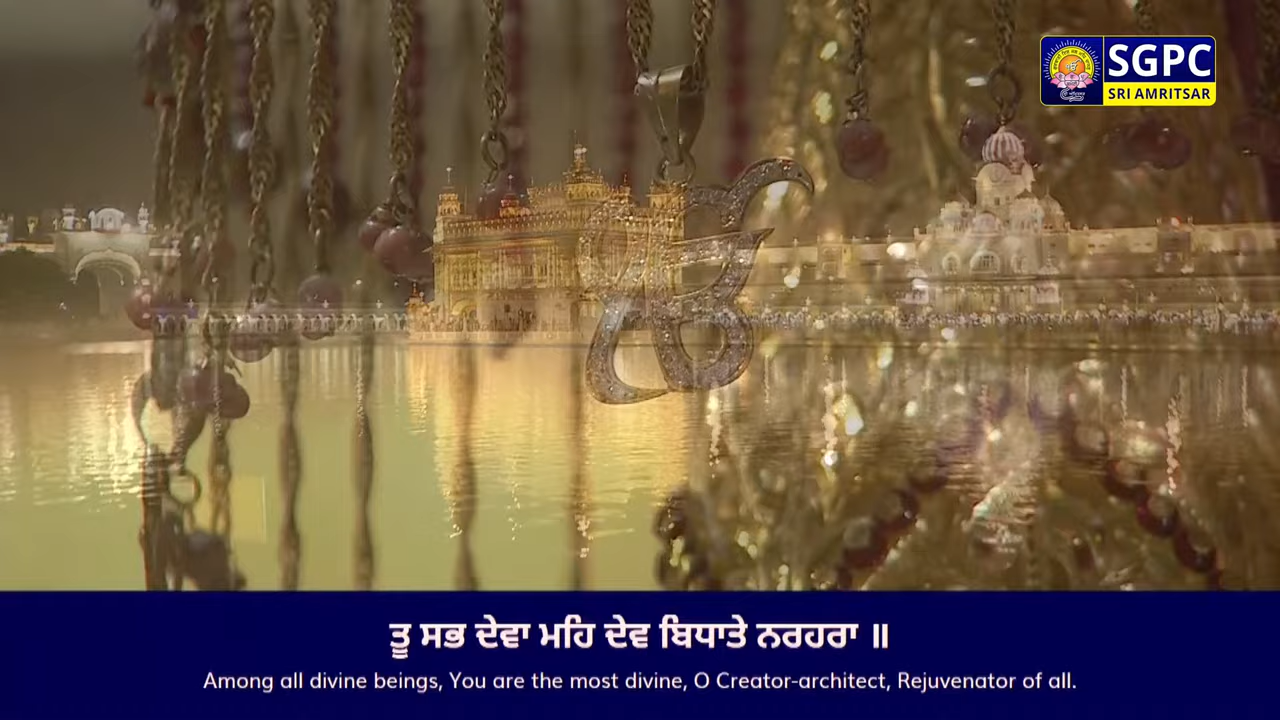 SGPC
SRI AMRITSAR
ਤੂ ਸਭ ਦੇਵਾ ਮਹਿ ਦੇਵ ਬਿਧਾਤੇ ਨਰਹਰਾ ॥
Among all divine beings, You are the most divine, O Creator-architect, Rejuvenator of all.